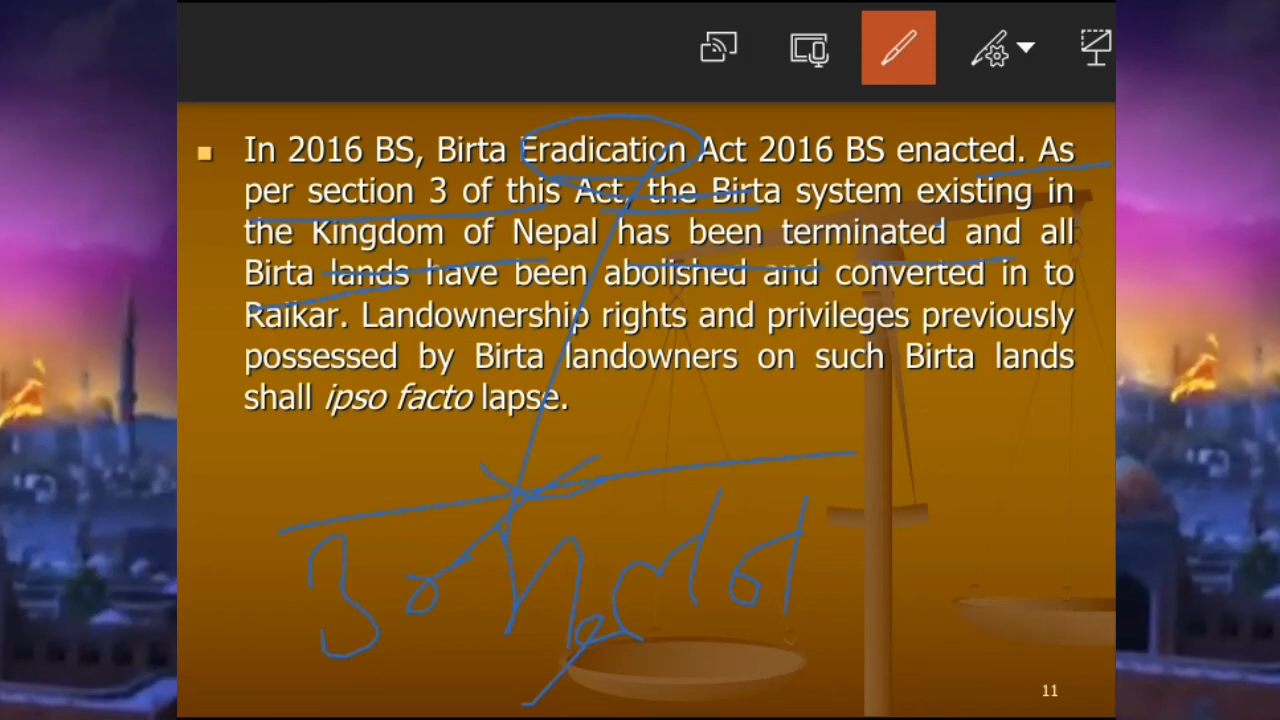 In 2016 BS, Birta Eradication Act 2016 BS enacted. As
per section 3 of this Act, the Birta system existing in
the Kingdom of Nepal has been terminated and all
Birta lands have been abolished and converted in to
Raikar. Landownership rights and privileges previously
possessed by Birta landowners on such Birta lands
shall ipso facto lapse.
11